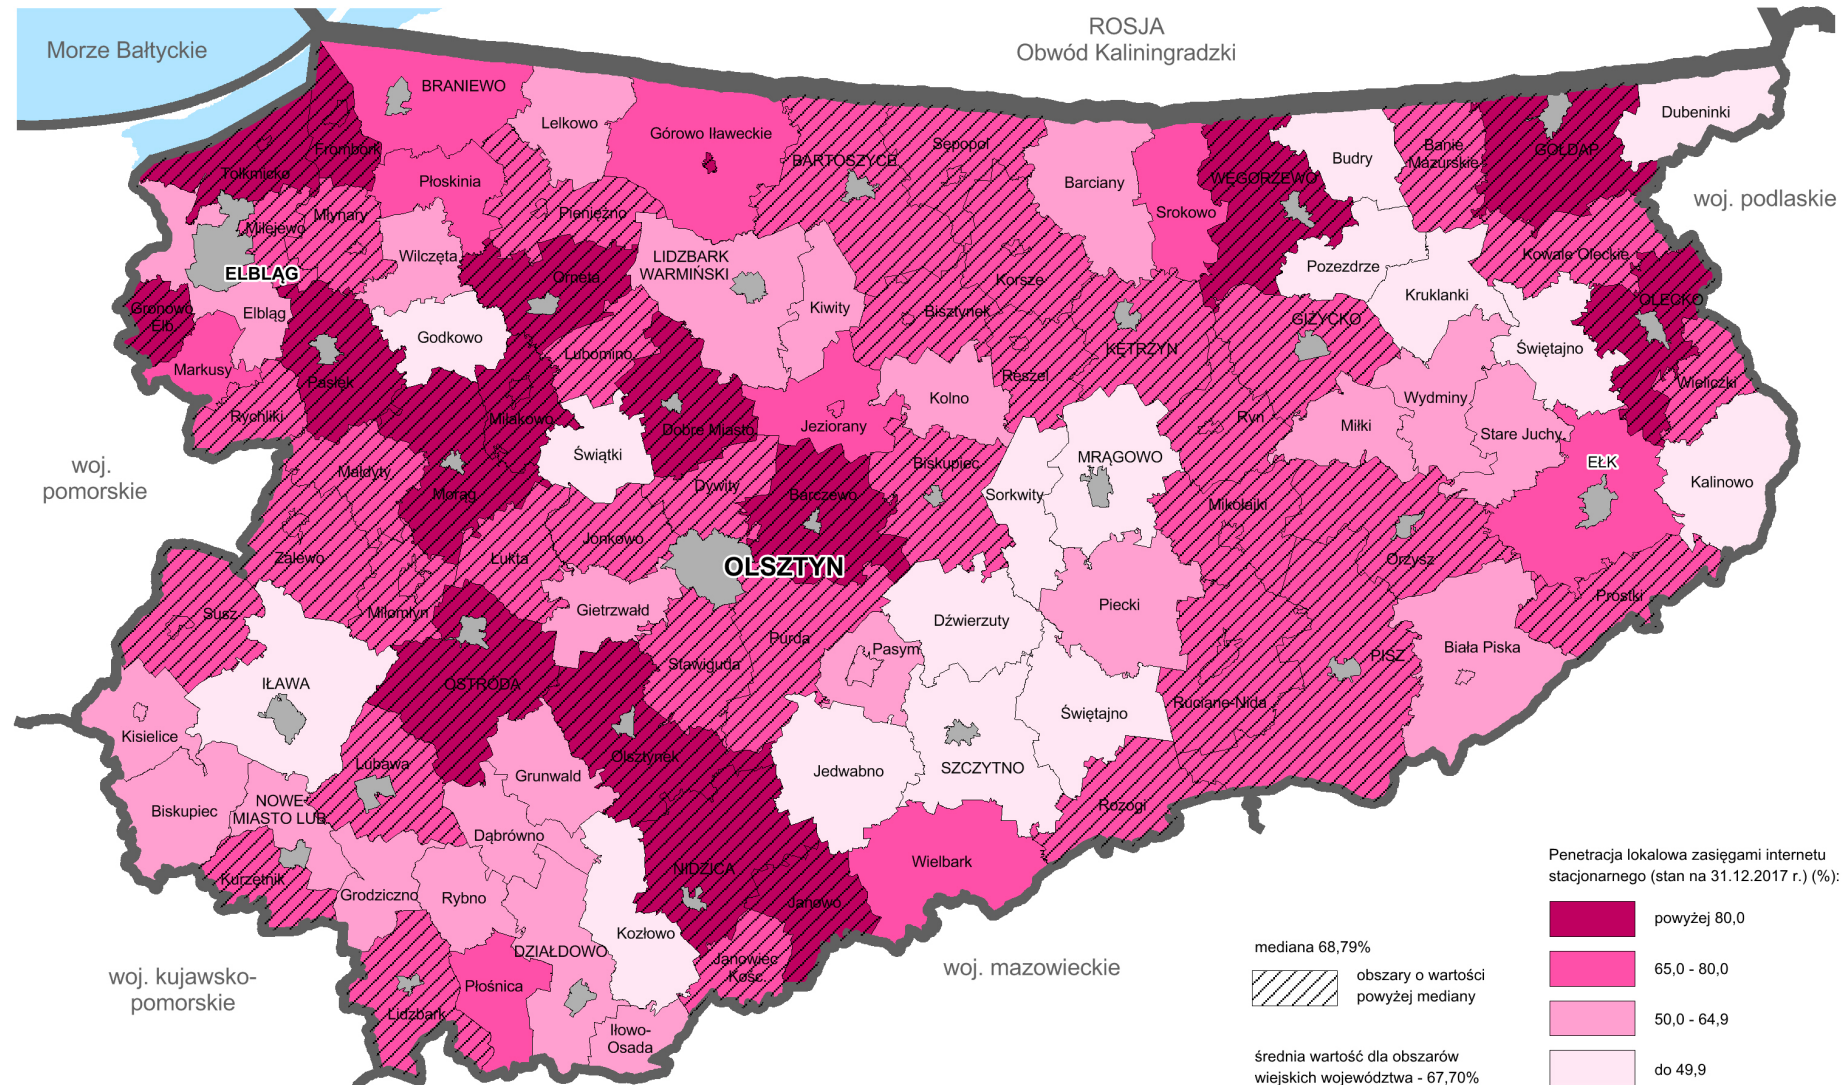 Morze Bałtyckie
ROSJA
Obwód Kaliningradzki
BRANIEWO
Lelkowo
Górowo Iławeckie
BARTOSZYCE
Sępopol
Barciany
Srokowo
WĘGORZEWO
Budry
Banie
Mazurskie
GOŁDAP
Dubeninki
woj. podlaskie
Frombork
Tolkmicko
Płoskinia
Pieniężno
Młynary
Milejewo
Wilczęta
ELBLĄG
Orneta
LIDZBARK
WARMIŃSKI
Kiwity
Korsze
Bisztynek
Pozezdrze
Kruklanki
Kowale Oleckie
OLECKO
Gronowo
Elb.
Elbląg
Godkowo
Lubomino
KĘTRZYN
GIŻYCKO
Świętajno
Markusy
Pasłęk
Reszel
Wieliczki
Rychliki
Miłakowo
Dobre Miasto
Jeziorany
Kolno
Ryn
Miłki
Wydminy
Stare Juchy
woj.
pomorskie
Małdyty
Morąg
Świątki
Dywity
Barczewo
Biskupiec
Sorkwity
MRĄGOWO
Mikołajki
EŁK
Kalinowo
Zalewo
Łukta
Jonkowo
OLSZTYN
Orzysz
Susz
Miłomłyn
Gietrzwałd
Purda
Dźwierzuty
Piecki
Prostki
IŁAWA
OSTRÓDA
Stawiguda
Pasym
PISZ
Biała Piska
Kisielice
Lubawa
Olsztynek
Świętajno
Ruciane-Nida
Biskupiec
NOWE
MIASTO LUB.
Grunwald
Dąbrówno
Jedwabno
SZCZYTNO
Rozogi
Kurzętnik
Grodziczno
Rybno
NIDZICA
Janowo
Wielbark
Kozłowo
DZIAŁDOWO
Janowiec
Kośc.
woj. kujawsko-
pomorskie
Lidzbark
Płośnica
Iłowo-
Osada
woj. mazowieckie
mediana 68,79%
obszary o wartości
powyżej mediany
średnia wartość dla obszarów
wiejskich województwa - 67,70%
Penetracja lokalowa zasięgami internetu
stacjonarnego (stan na 31.12.2017 r.) (%):
powyżej 80,0
65,0 - 80,0
50,0 - 64,9
do 49,9